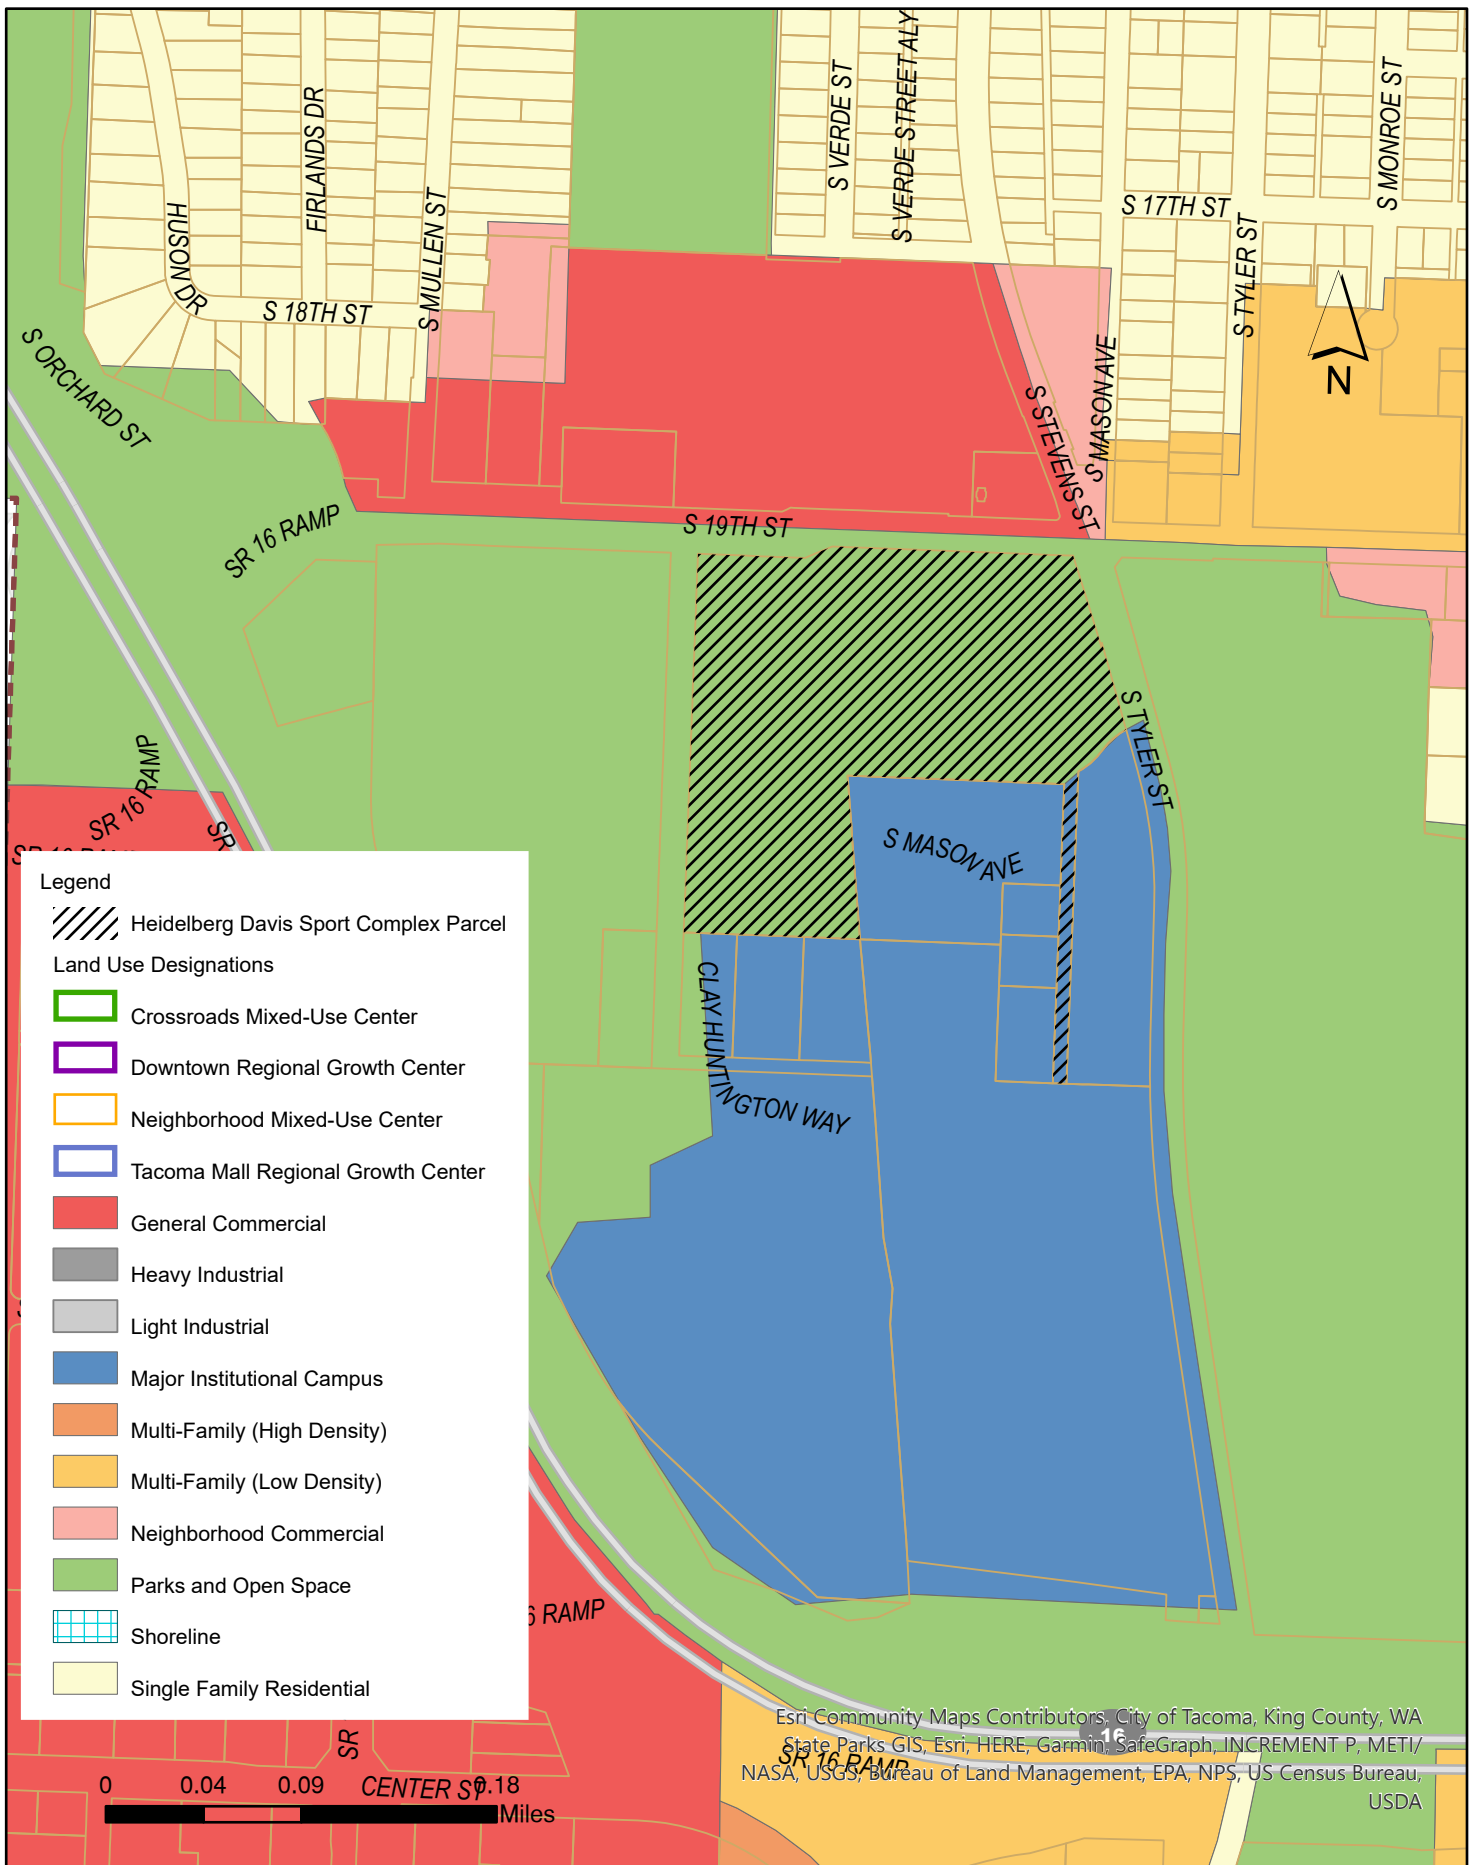 S VERDE ST
S VERDE STREET ALY
S MONROE ST
FIRLANDS DR
HUSON DR
S MULLEN ST
S 17TH ST
S TYLER ST
S 18TH ST
S ORCHARD ST
S MASON AVE
S STEVENS ST
N
SR 16 RAMP
S 19TH ST
S TYLER ST
SR 16 RAMP
SR
S MASON AVE
CLAY HUNTINGTON WAY
Legend
Heidelberg Davis Sport Complex Parcel
Land Use Designations
Crossroads Mixed-Use Center
Downtown Regional Growth Center
Neighborhood Mixed-Use Center
Tacoma Mall Regional Growth Center
General Commercial
Heavy Industrial
Light Industrial
Major Institutional Campus
Multi-Family (High Density)
Multi-Family (Low Density)
Neighborhood Commercial
Parks and Open Space
Shoreline
Single Family Residential
6 RAMP
SR
16
SR 16 RAMP
Esri Community Maps Contributors, City of Tacoma, King County, WA
State Parks GIS, Esri, HERE, Garmin, SafeGraph, INCREMENT P, METI/
NASA, USGS, Bureau of Land Management, EPA, NPS, US Census Bureau,
USDA
0 0.04 0.09 0.18
CENTER ST
Miles